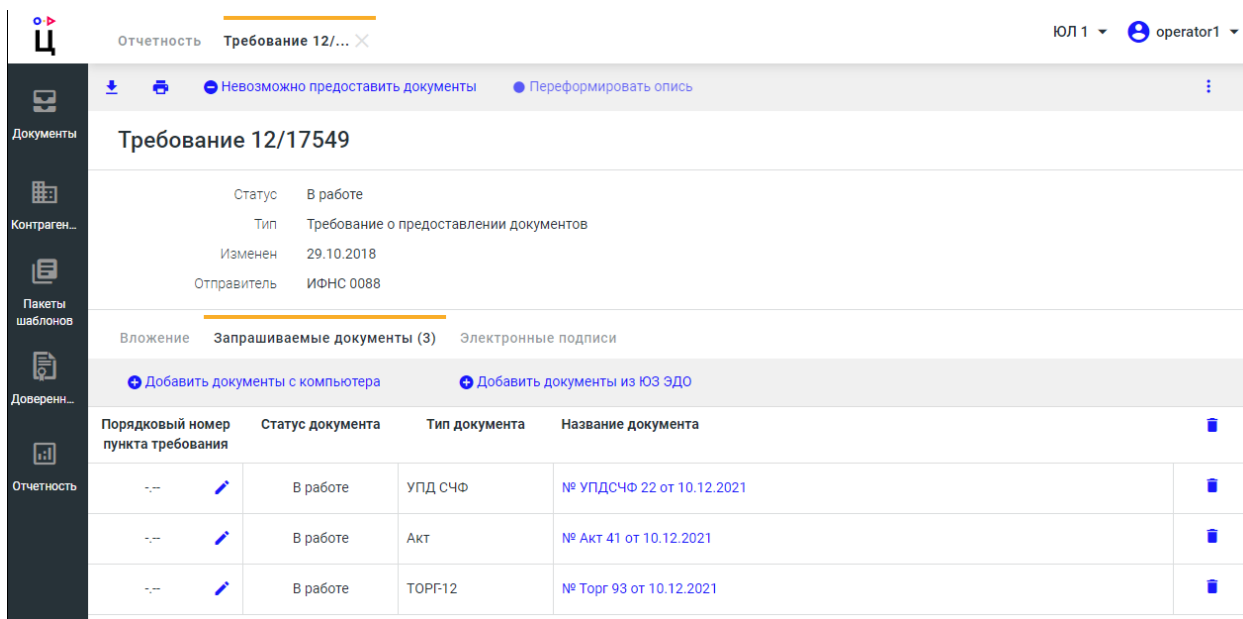 Ц
Отчетность Требование 12/...
ЮЛ 1 operator1
Невозможно предоставить документы Переформировать опись
Документы
Требование 12/17549
Статус В работе
Контраген...
Тип Требование о предоставлении документов
Изменен 29.10.2018
Отправитель ИФНС 0088
Пакеты
шаблонов
Вложение Запрашиваемые документы (3) Электронные подписи
Добавить документы с компьютера Добавить документы из ЮЗ ЭДО
Доверенн...
Порядковый номер
пункта требования
Статус документа Тип документа Название документа
Отчетность
-.-- В работе УПД СЧФ № УПДСЧФ 22 от 10.12.2021
-.-- В работе Акт № Акт 41 от 10.12.2021
-.-- В работе ТОРГ-12 № Торг 93 от 10.12.2021